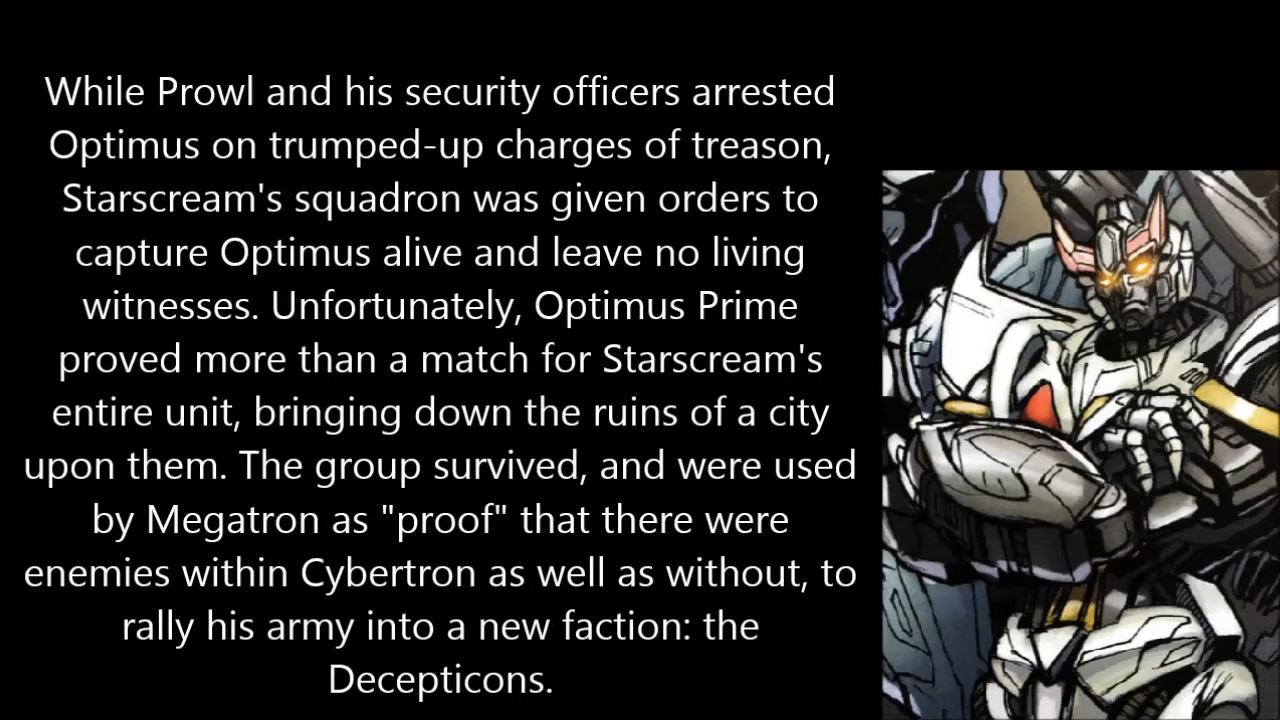 While Prowl and his security officers arrested
Optimus on trumped-up charges of treason,
Starscream's squadron was given orders to
capture Optimus alive and leave no living
witnesses. Unfortunately, Optimus Prime
proved more than a match for Starscream's
entire unit, bringing down the ruins of a city
upon them. The group survived, and were used
by Megatron as "proof" that there were
enemies within Cybertron as well as without, to
rally his army into a new faction: the
Decepticons.